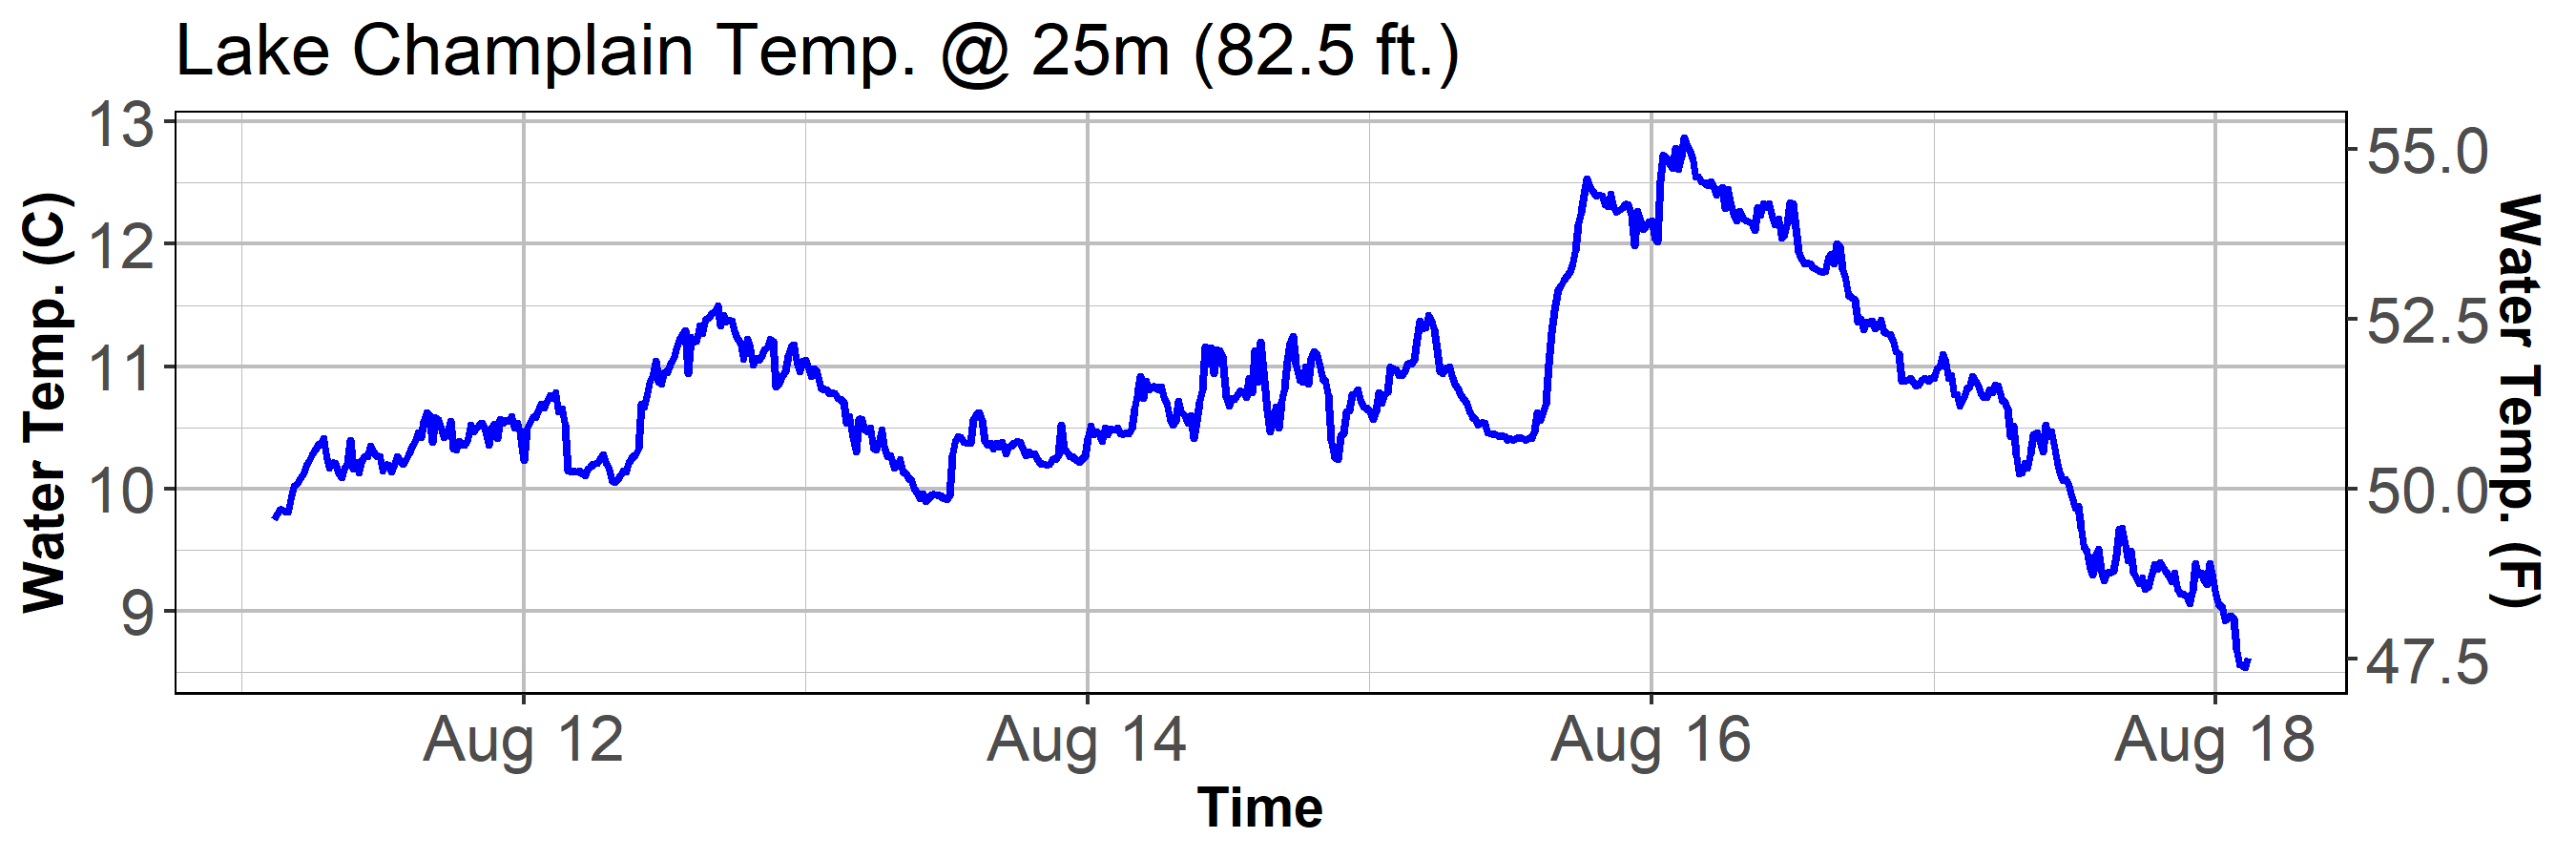 Lake Champlain Temp. @ 25m (82.5 ft.)
Water Temp. (C)
13
12
11
10
9
55.0
52.5
50.0
47.5
Water Temp. (F)
Aug 12 Aug 14 Aug 16 Aug 18
Time